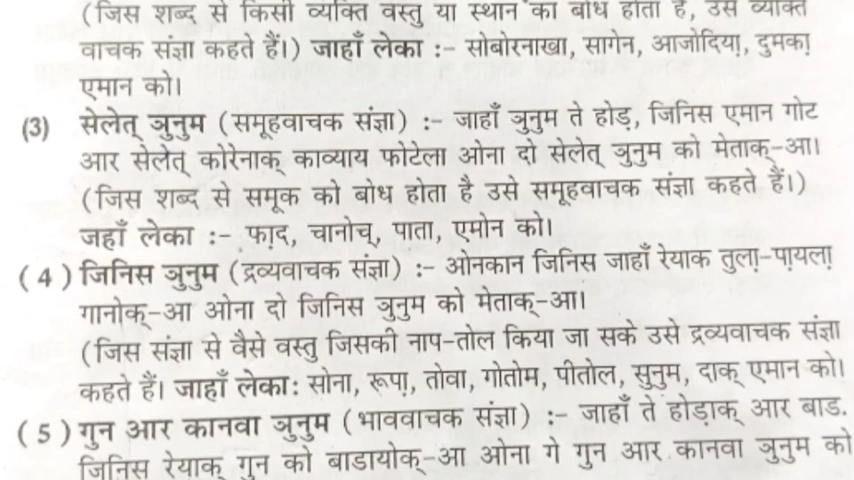 (जिस शब्द से किसी व्यक्ति वस्तु या स्थान का बोध होता है, उसे व्यक्ति
वाचक संज्ञा कहते हैं।) जाहाँ लेका :- सोबोरनाखा, सागेन, आजोदिया़, दुमका़
एमान को।
(3) सेलेत् ञुनुम (समूहवाचक संज्ञा) :- जाहाँ ञुनुम ते होड़, जिनिस एमान गोट
आर सेलेत् कोरेनाक् काव्याय फोटेला ओना दो सेलेत् ञुनुम को मेताक्-आ।
(जिस शब्द से समूक को बोध होता है उसे समूहवाचक संज्ञा कहते हैं।)
जहाँ लेका :- फा़द, चानोच्, पाता, एमोन को।
(4) जिनिस ञुनुम (द्रव्यवाचक संज्ञा) :- ओनकान जिनिस जाहाँ रेयाक तुला़-पा़यला़
गानोक्-आ ओना दो जिनिस ञुनुम को मेताक्-आ।
(जिस संज्ञा से वैसे वस्तु जिसकी नाप-तोल किया जा सके उसे द्रव्यवाचक संज्ञा
कहते हैं। जाहाँ लेका: सोना, रूपा़, तोवा, गोतोम, पीतोल, सुनुम, दाक् एमान को।
(5) गुन आर कानवा ञुनुम (भाववाचक संज्ञा) :- जाहाँ ते होड़ाक् आर बाड.
जिनिस रेयाक् गुन को बाडायोक्-आ ओना गे गुन आर कानवा ञुनुम को